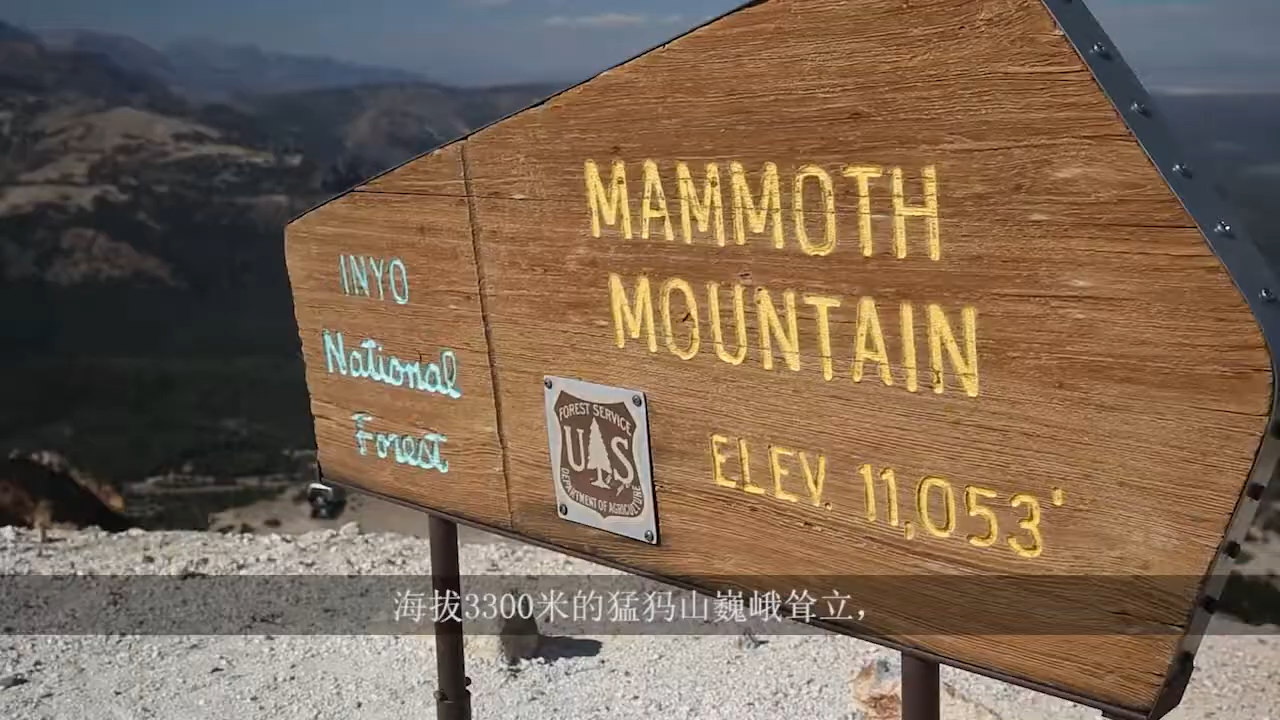 MAMMOTH
MOUNTAIN
ELEV. 11,053'
INYO
National
Forest
FOREST SERVICE
U S
DEPARTMENT OF AGRICULTURE
海拔3300米的猛犸山巍峨耸立，